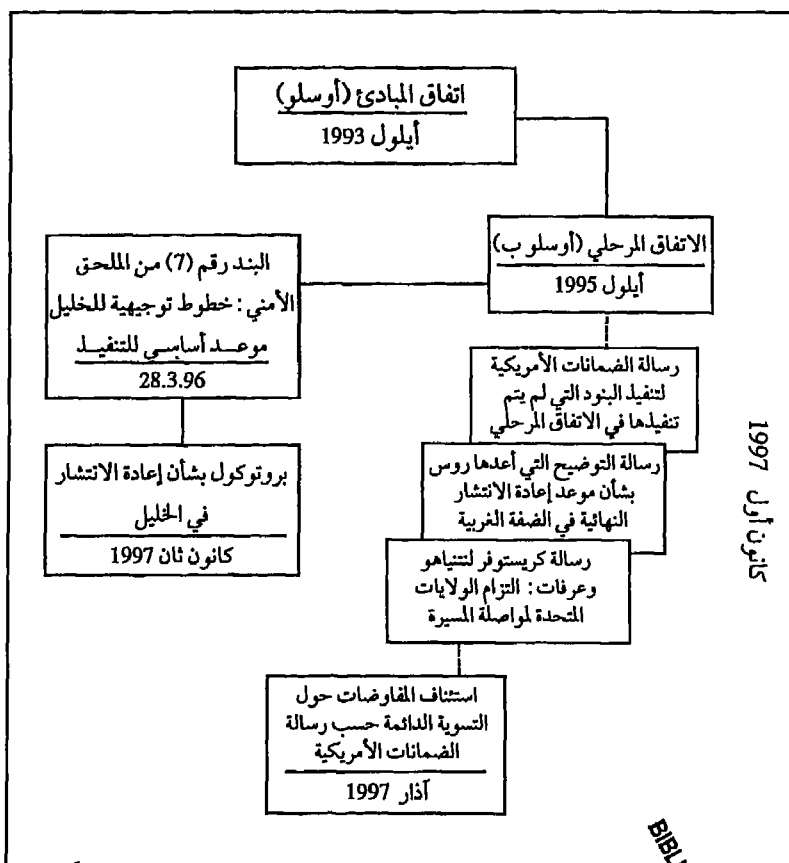 اتفاق المبادئ (أوسلو)
أيلول 1993
الاتفاق المرحلي (أوسلو ب)
أيلول 1995
البند رقم (7) من الملحق
الأمني : خطوط توجيهية للخليل
موعد أساسي للتنفيذ
28.3.96
بروتوكول بشأن إعادة الانتشار
في الخليل
كانون ثان 1997
رسالة الضمانات الأمريكية
لتنفيذ البنود التي لم يتم
تنفيذها في الاتفاق المرحلي
رسالة التوضيح التي أعدها روس
بشأن موعد إعادة الانتشار
النهائية في الضفة الغربية
رسالة كريستوفر لنتنياهو
وعرفات : التزام الولايات
المتحدة لمواصلة المسيرة
استئناف المفاوضات حول
التسوية الدائمة حسب رسالة
الضمانات الأمريكية
آذار 1997
كانون أول 1997